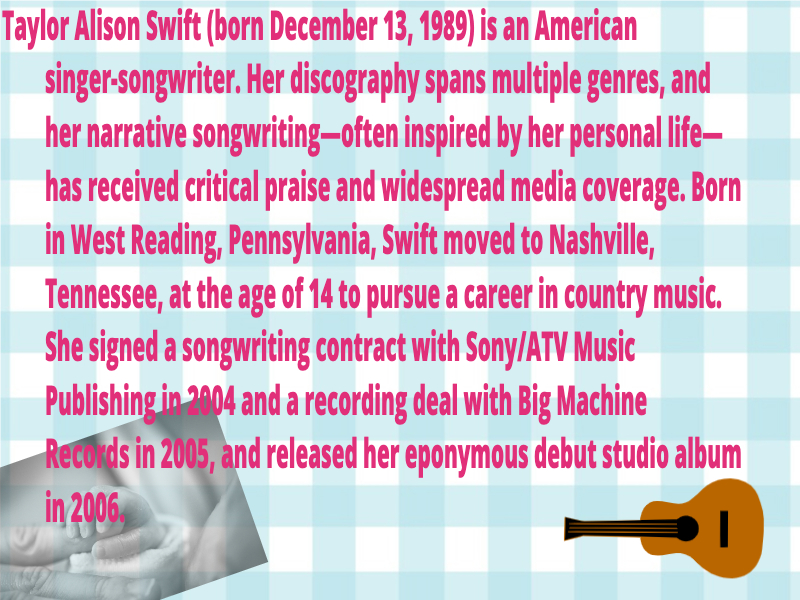 Taylor Alison Swift (born December 13, 1989) is an American
singer-songwriter. Her discography spans multiple genres, and
her narrative songwriting—often inspired by her personal life—
has received critical praise and widespread media coverage. Born
in West Reading, Pennsylvania, Swift moved to Nashville,
Tennessee, at the age of 14 to pursue a career in country music.
She signed a songwriting contract with Sony/ATV Music
Publishing in 2004 and a recording deal with Big Machine
Records in 2005, and released her eponymous debut studio album
in 2006.